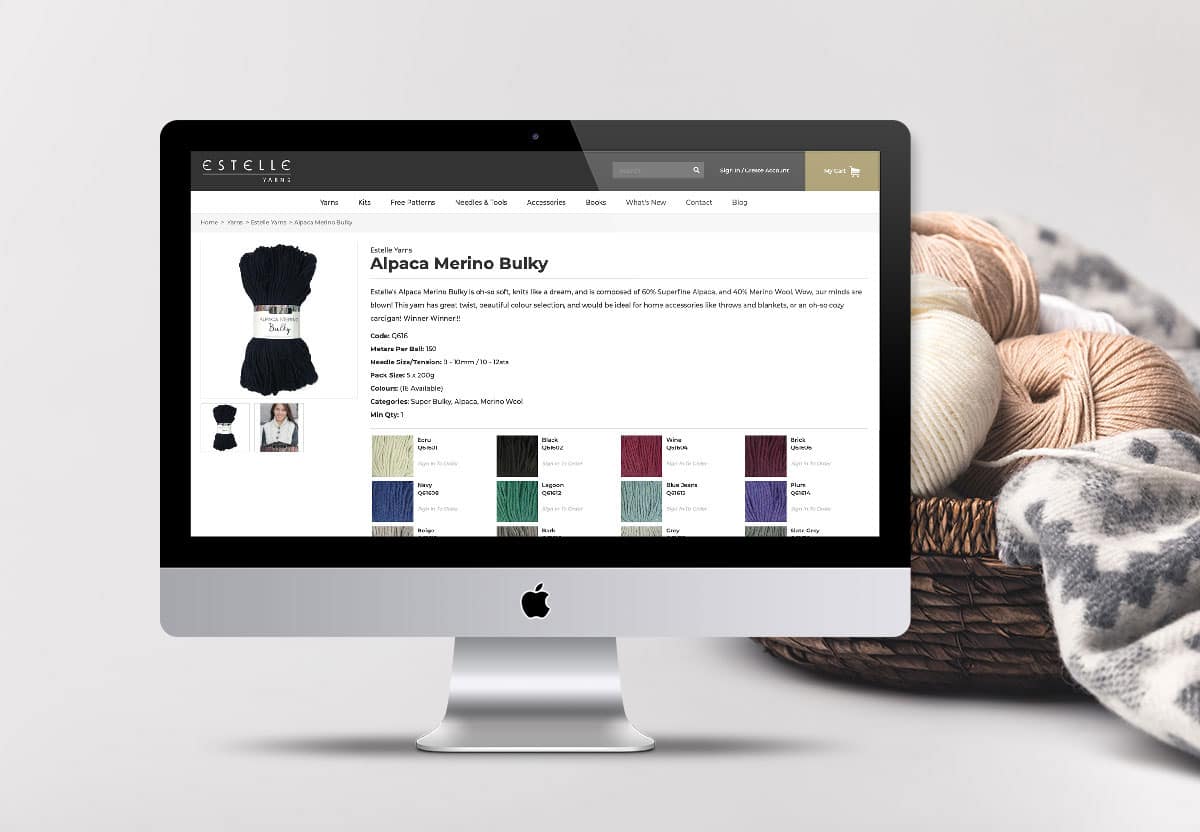 ESTELLE
YARNS
Search
Sign In / Create Account
My Cart
Yarns Kits Free Patterns Needles & Tools Accessories Books What's New Contact Blog
Home > Yarns > Estelle Yarns > Alpaca Merino Bulky
Estelle Yarns
Alpaca Merino Bulky
Estelle's Alpaca Merino Bulky is oh-so soft, knits like a dream, and is composed of 60% Superfine Alpaca, and 40% Merino Wool. Wow, our minds are
blown! This yarn has great twist, beautiful colour selection, and would be ideal for home accessories like throws and blankets, or an oh-so cozy
cardigan! Winner Winner!!
Code: Q616
Meters Per Ball: 150
Needle Size/Tension: 9 - 10mm / 10 - 12sts
Pack Size: 5 x 200g
Colours: (16 Available)
Categories: Super Bulky, Alpaca, Merino Wool
Min Qty: 1
ALPACA MERINO
Bulky
Ecru Black Wine Brick
Q61601 Q61602 Q61604 Q61606
Sign In To Order Sign In To Order Sign In To Order Sign In To Order
Navy Lagoon Blue Jeans Plum
Q61608 Q61612 Q61613 Q61614
Sign In To Order Sign In To Order Sign In To Order Sign In To Order
Beige Bark Grey Slate Grey